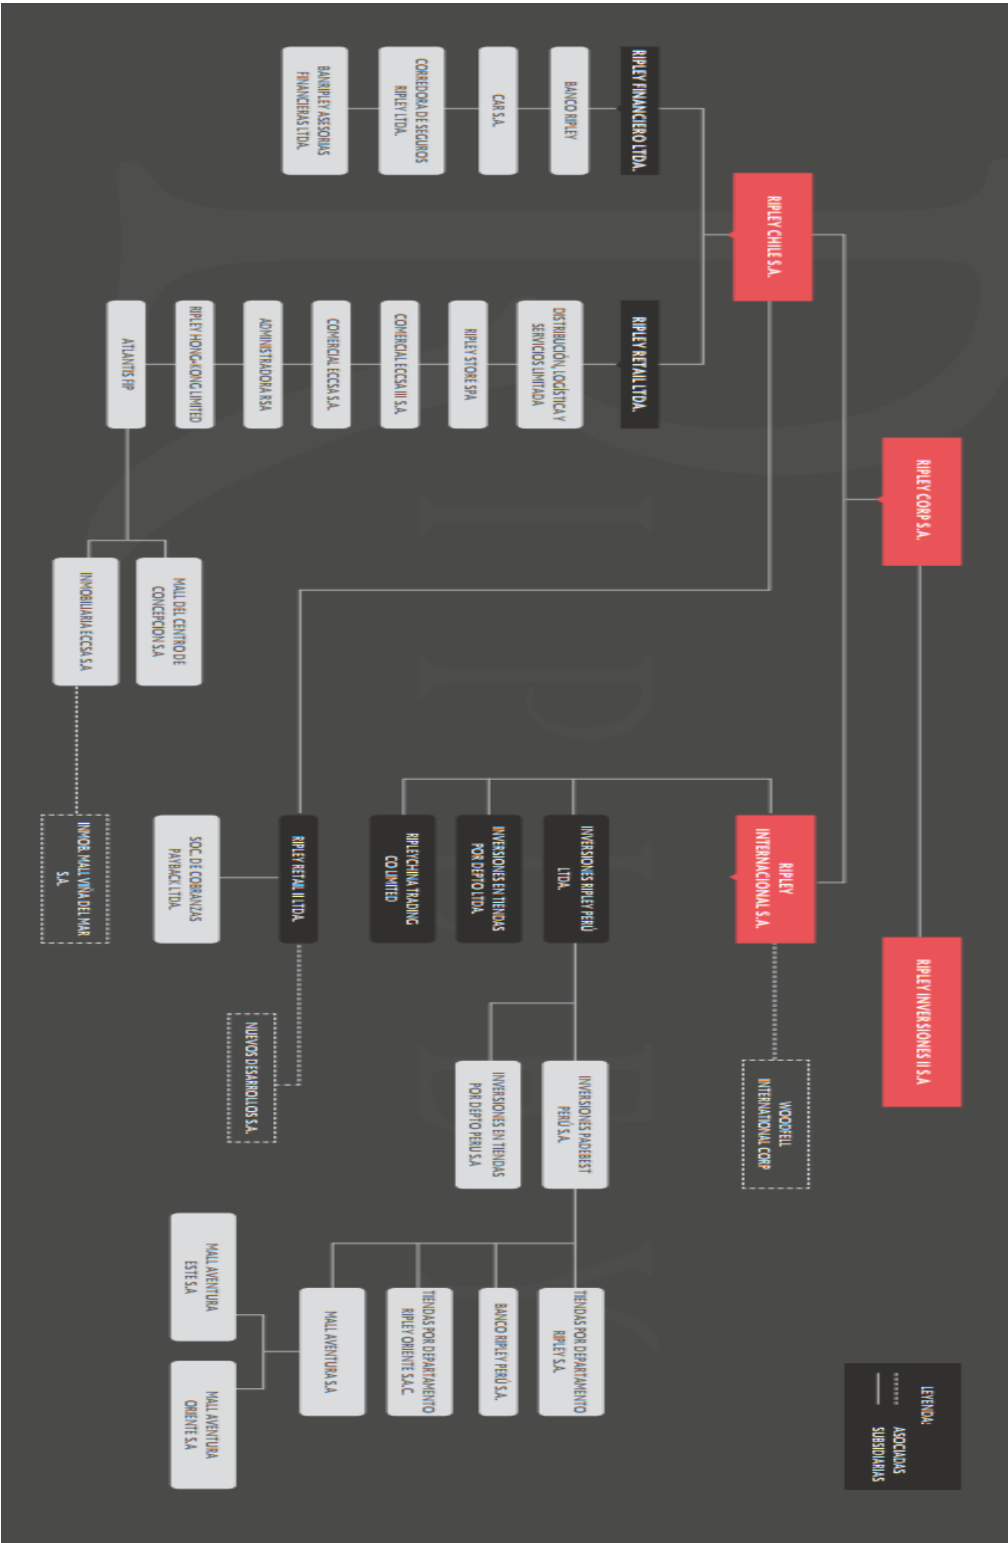 RIPLEY CORP S.A.
RIPLEY INVERSIONES II S.A
LEYENDA:
ASOCIADAS
SUBSIDIARIAS
RIPLEY CHILE S.A.
RIPLEY
INTERNACIONAL S.A.
WOODFELL
INTERNATIONAL CORP
RIPLEY FINANCIERO LTDA.
RIPLEY RETAIL LTDA.
BANCO RIPLEY
CAR S.A.
CORREDORA DE SEGUROS
RIPLEY LTDA.
BANRIPLEY ASESORIAS
FINANCIERAS LTDA.
DISTRIBUCIÓN, LOGÍSTICA Y
SERVICIOS LIMITADA
RIPLEY STORE SPA
COMERCIAL ECCSA III S.A.
COMERCIAL ECCSA S.A.
ADMINISTRADORA RSA
RIPLEY HONG-KONG LIMITED
ATLANTIS FIP
MALL DEL CENTRO DE
CONCEPCION S.A
INMOBILIARIA ECCSA S.A
INMOB. MALL VIÑA DEL MAR
S.A.
INVERSIONES RIPLEY PERÚ
LTDA.
INVERSIONES EN TIENDAS
POR DEPTO LTDA.
RIPLEYCHINA TRADING
CO LIMITED
RIPLEY RETAIL II LTDA.
SOC. DE COBRANZAS
PAYBACK LTDA.
NUEVOS DESARROLLOS S.A.
INVERSIONES PADEBEST
PERÚ S.A.
INVERSIONES EN TIENDAS
POR DEPTO PERU S.A
TIENDAS POR DEPARTAMENTO
RIPLEY S.A.
BANCO RIPLEY PERÚ S.A.
TIENDAS POR DEPARTAMENTO
RIPLEY ORIENTE S.A.C.
MALL AVENTURA S.A
MALL AVENTURA
ESTE S.A
MALL AVENTURA
ORIENTE S.A
RIPLEY